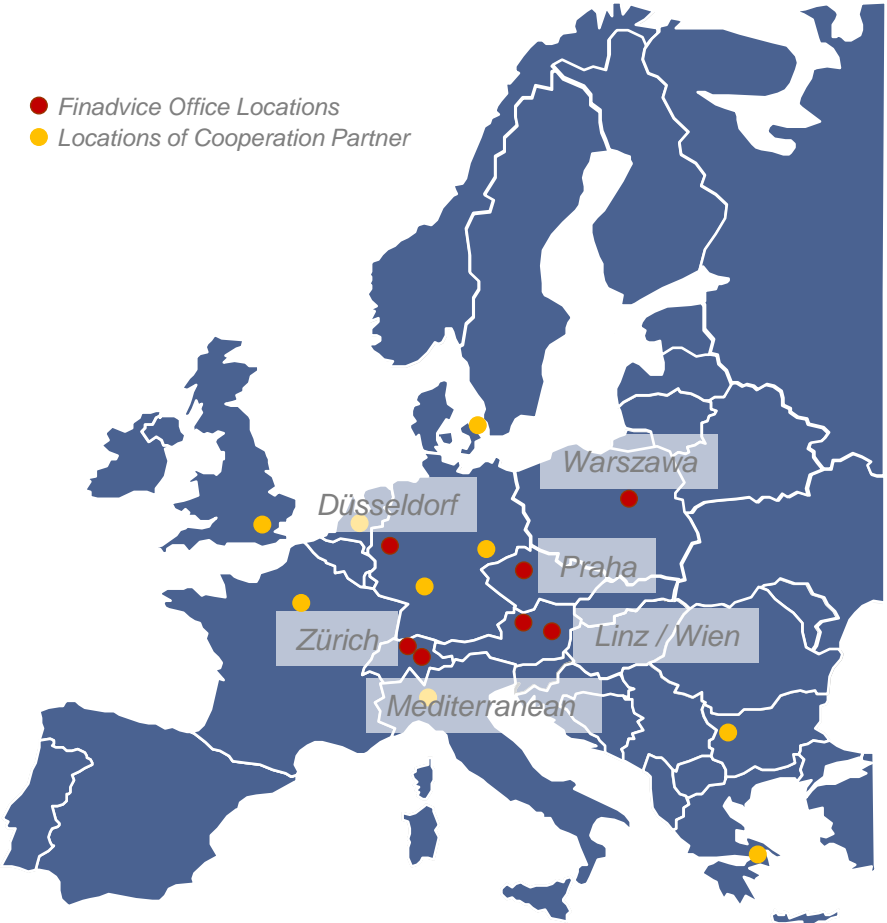 Finadvice Office Locations
Locations of Cooperation Partner
Warszawa
Düsseldorf
Praha
Zürich
Linz / Wien
Mediterranean